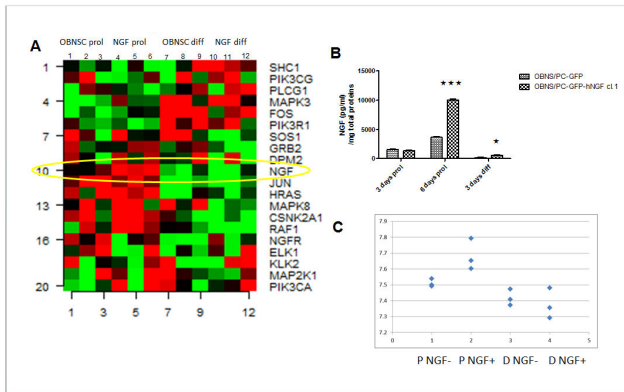 A
OBNSC prol NGF prol OBNSC diff NGF diff
1 2 3 4 5 6 7 8 9 10 11 12
1 SHC1
PIK3CG
PLCG1
4 MAPK3
FOS
PIK3R1
7 SOS1
GRB2
DPM2
10 NGF
JUN
HRAS
13 MAPK8
CSNK2A1
RAF1
16 NGFR
ELK1
KLK2
MAP2K1
20 PIK3CA
1 3 5 7 9 12
B
OBNS/PC-GFP
OBNS/PC-GFP-hNGF cl.1
NGF (pg/ml)
/mg total proteins)
15000
10000
5000
0
★★★
★
3 days prol
6 days prol
3 days diff
C
7.9
7.8
7.7
7.6
7.5
7.4
7.3
7.2
0 1 2 3 4 5
P NGF- P NGF+ D NGF- D NGF+